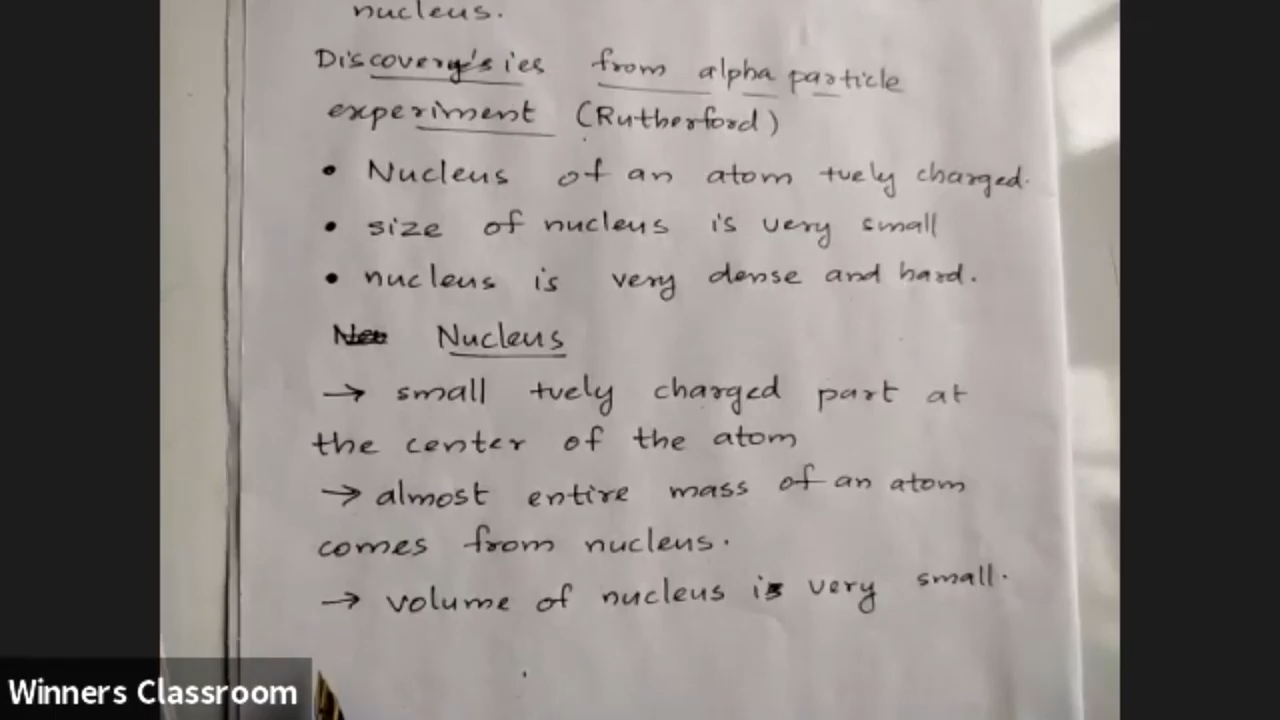 nucleus.
Discovery's ies from alpha particle
experiment (Rutherford)
• Nucleus of an atom +vely charged.
• size of nucleus is very small
• nucleus is very dense and hard.
Nucleus
→ small +vely charged part at
the center of the atom
→ almost entire mass of an atom
comes from nucleus.
→ volume of nucleus is very small.
Winners Classroom